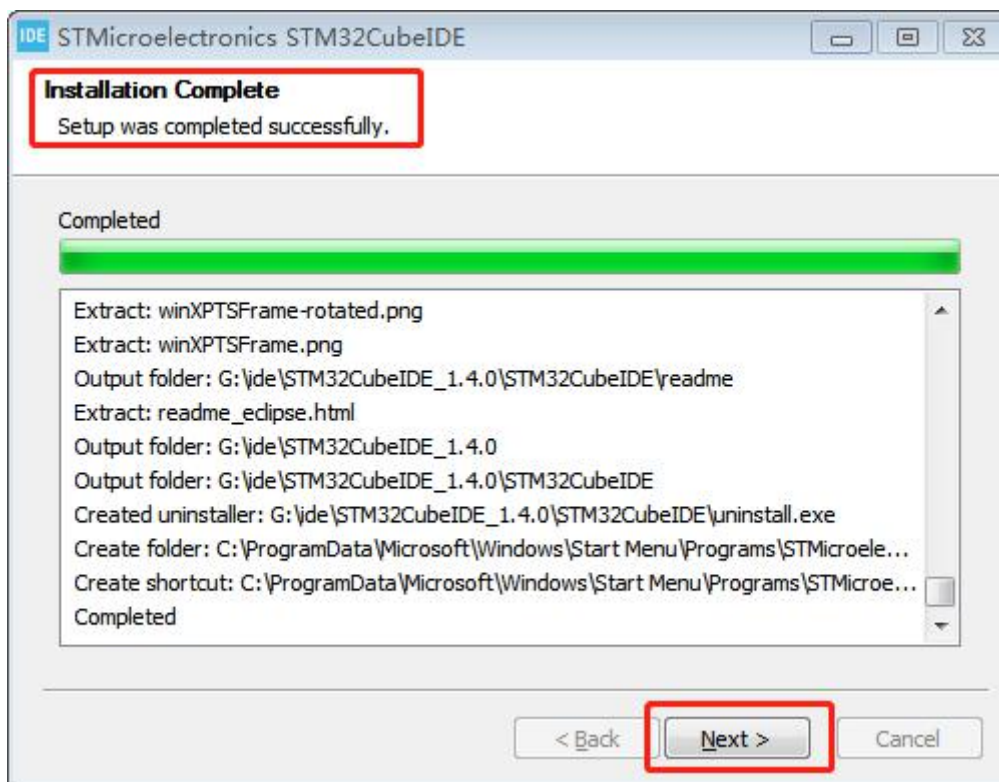 IDE STMicroelectronics STM32CubeIDE
Installation Complete
Setup was completed successfully.
Completed
Extract: winXPTSFrame-rotated.png
Extract: winXPTSFrame.png
Output folder: G:\ide\STM32CubeIDE_1.4.0\STM32CubeIDE\readme
Extract: readme_eclipse.html
Output folder: G:\ide\STM32CubeIDE_1.4.0
Output folder: G:\ide\STM32CubeIDE_1.4.0\STM32CubeIDE
Created uninstaller: G:\ide\STM32CubeIDE_1.4.0\STM32CubeIDE\uninstall.exe
Create folder: C:\ProgramData\Microsoft\Windows\Start Menu\Programs\STMicroele...
Create shortcut: C:\ProgramData\Microsoft\Windows\Start Menu\Programs\STMicroe...
Completed
< Back Next > Cancel